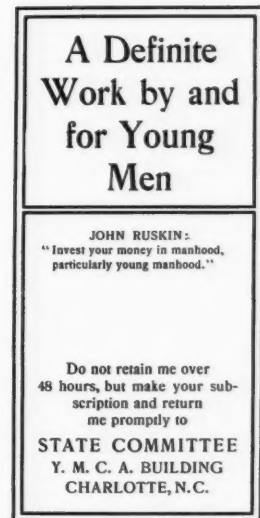 A Definite
Work by and
for Young
Men
JOHN RUSKIN:
"Invest your money in manhood,
particularly young manhood."
Do not retain me over
48 hours, but make your sub-
scription and return
me promptly to
STATE COMMITTEE
Y. M. C. A. BUILDING
CHARLOTTE, N. C.